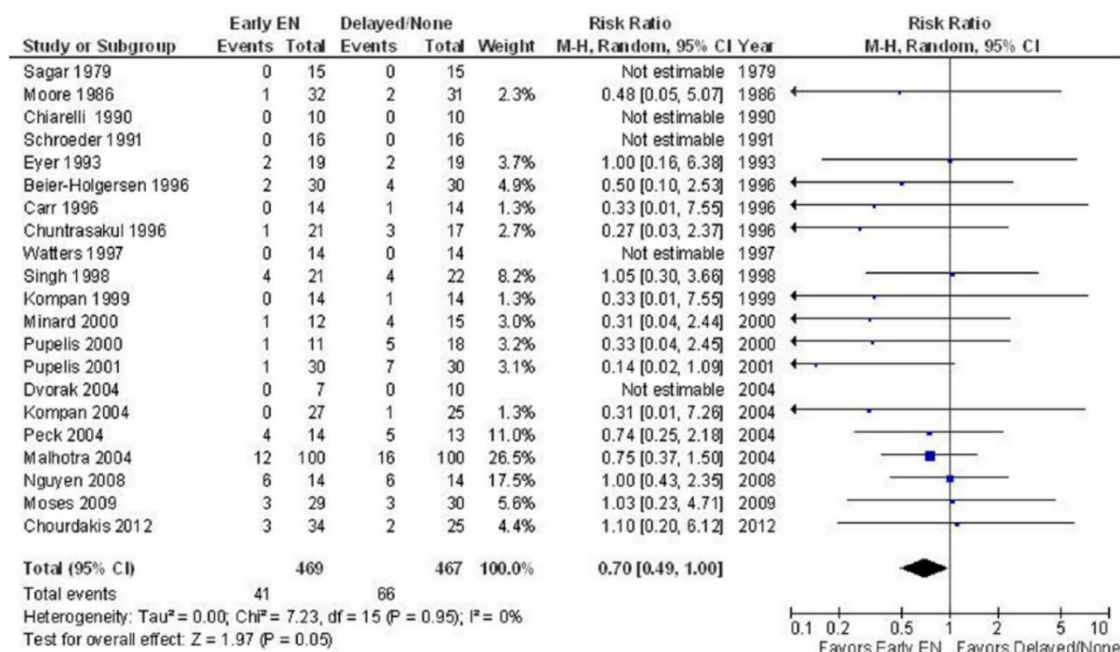 Early EN Delayed/None Risk Ratio Risk Ratio
Study or Subgroup Events Total Events Total Weight M-H, Random, 95% CI Year M-H, Random, 95% CI
Sagar 1979 0 15 0 15 Not estimable 1979
Moore 1986 1 32 2 31 2.3% 0.48 [0.05, 5.07] 1986
Chiarelli 1990 0 10 0 10 Not estimable 1990
Schroeder 1991 0 16 0 16 Not estimable 1991
Eyer 1993 2 19 2 19 3.7% 1.00 [0.16, 6.38] 1993
Beier-Holgersen 1996 2 30 4 30 4.9% 0.50 [0.10, 2.53] 1996
Carr 1996 0 14 1 14 1.3% 0.33 [0.01, 7.55] 1996
Chuntrasakul 1996 1 21 3 17 2.7% 0.27 [0.03, 2.37] 1996
Watters 1997 0 14 0 14 Not estimable 1997
Singh 1998 4 21 4 22 8.2% 1.05 [0.30, 3.66] 1998
Kompan 1999 0 14 1 14 1.3% 0.33 [0.01, 7.55] 1999
Minard 2000 1 12 4 15 3.0% 0.31 [0.04, 2.44] 2000
Pupelis 2000 1 11 5 18 3.2% 0.33 [0.04, 2.45] 2000
Pupelis 2001 1 30 7 30 3.1% 0.14 [0.02, 1.09] 2001
Dvorak 2004 0 7 0 10 Not estimable 2004
Kompan 2004 0 27 1 25 1.3% 0.31 [0.01, 7.26] 2004
Peck 2004 4 14 5 13 11.0% 0.74 [0.25, 2.18] 2004
Malhotra 2004 12 100 16 100 26.5% 0.75 [0.37, 1.50] 2004
Nguyen 2008 6 14 6 14 17.5% 1.00 [0.43, 2.35] 2008
Moses 2009 3 29 3 30 5.6% 1.03 [0.23, 4.71] 2009
Chourdakis 2012 3 34 2 25 4.4% 1.10 [0.20, 6.12] 2012
Total (95% CI) 469 467 100.0% 0.70 [0.49, 1.00]
Total events 41 66
Heterogeneity: Tau² = 0.00; Chi² = 7.23, df = 15 (P = 0.95); I² = 0%
Test for overall effect: Z = 1.97 (P = 0.05)
0.1 0.2 0.5 1 2 5 10
Favors Early EN Favors Delayed/None